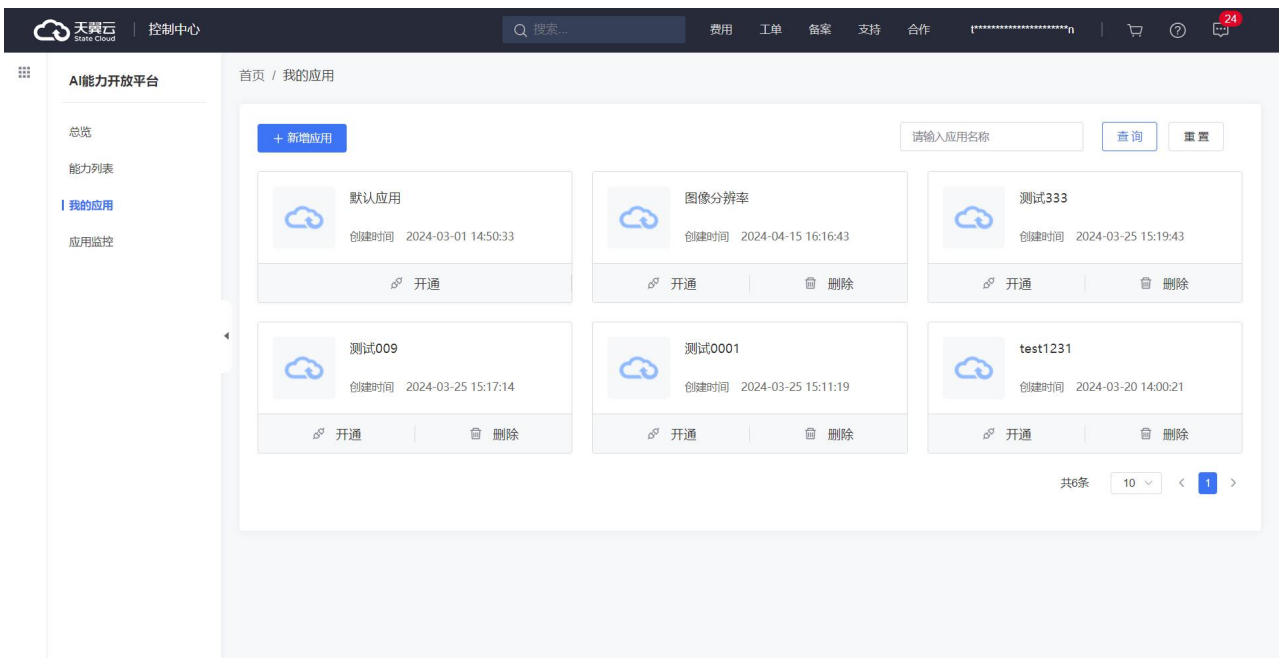 天翼云 State Cloud 控制中心 搜索... 费用 工单 备案 支持 合作 t**********************n 24
AI能力开放平台
总览
能力列表
我的应用
应用监控
首页 / 我的应用
+ 新增应用 请输入应用名称 查询 重置
默认应用
创建时间 2024-03-01 14:50:33
开通
图像分辨率
创建时间 2024-04-15 16:16:43
开通 删除
测试333
创建时间 2024-03-25 15:19:43
开通 删除
测试009
创建时间 2024-03-25 15:17:14
开通 删除
测试0001
创建时间 2024-03-25 15:11:19
开通 删除
test1231
创建时间 2024-03-20 14:00:21
开通 删除
共6条 10 1